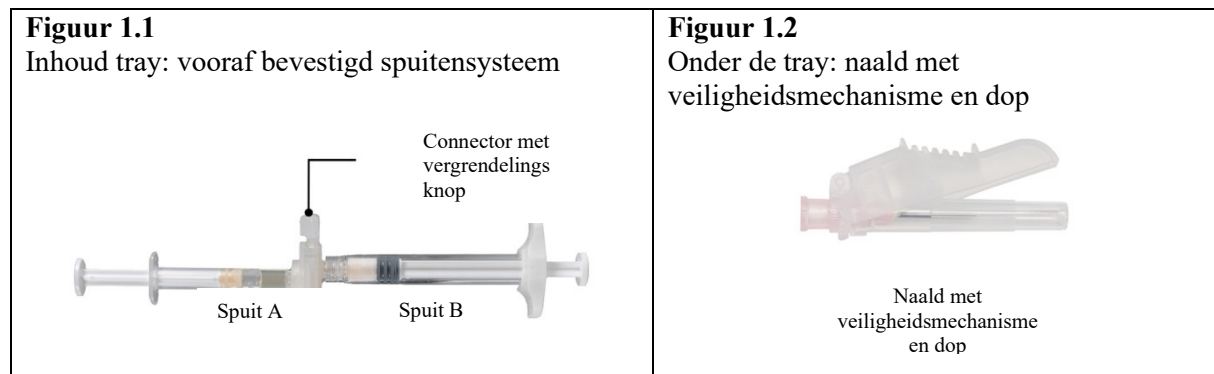 Figuur 1.1
Inhoud tray: vooraf bevestigd spuitensysteem
Connector met
vergrendelings
knop
Spuit A
Spuit B
Figuur 1.2
Onder de tray: naald met
veiligheidsmechanisme en dop
Naald met
veiligheidsmechanisme
en dop